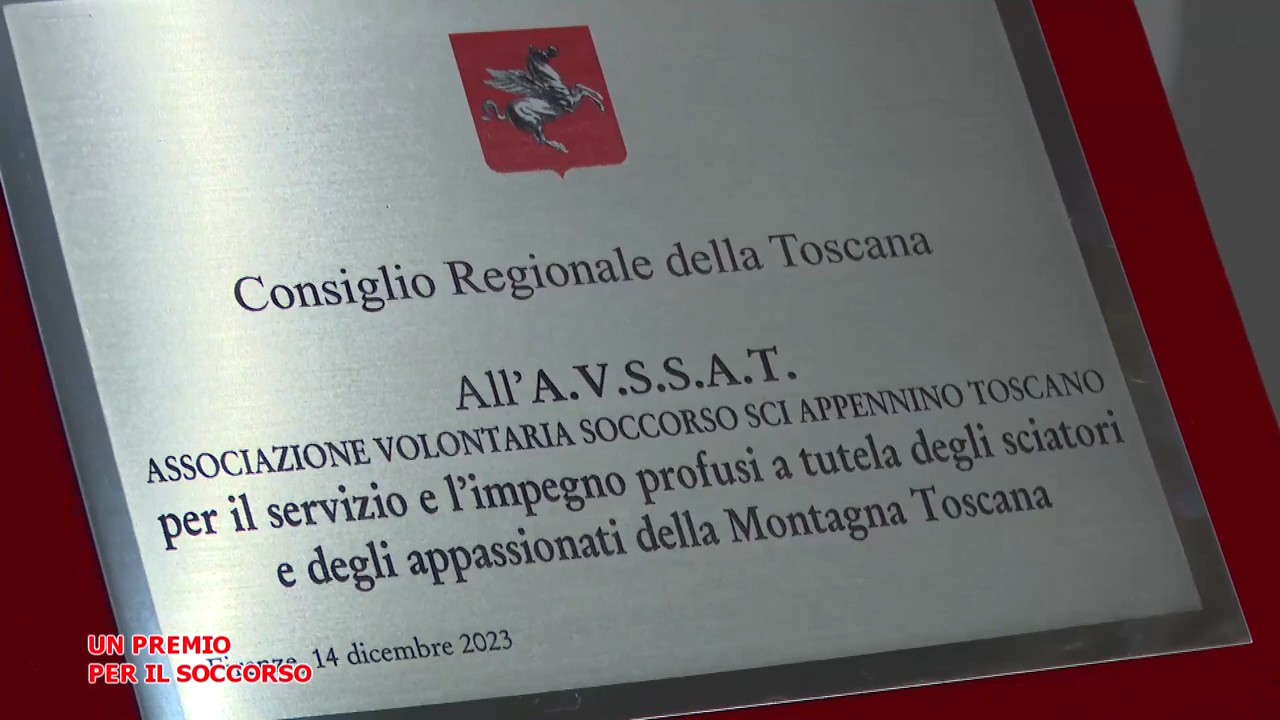 Consiglio Regionale della Toscana
All'A.V.S.S.A.T.
ASSOCIAZIONE VOLONTARIA SOCCORSO SCI APPENNINO TOSCANO
per il servizio e l'impegno profusi a tutela degli sciatori
e degli appassionati della Montagna Toscana
Firenze, 14 dicembre 2023
UN PREMIO
PER IL SOCCORSO